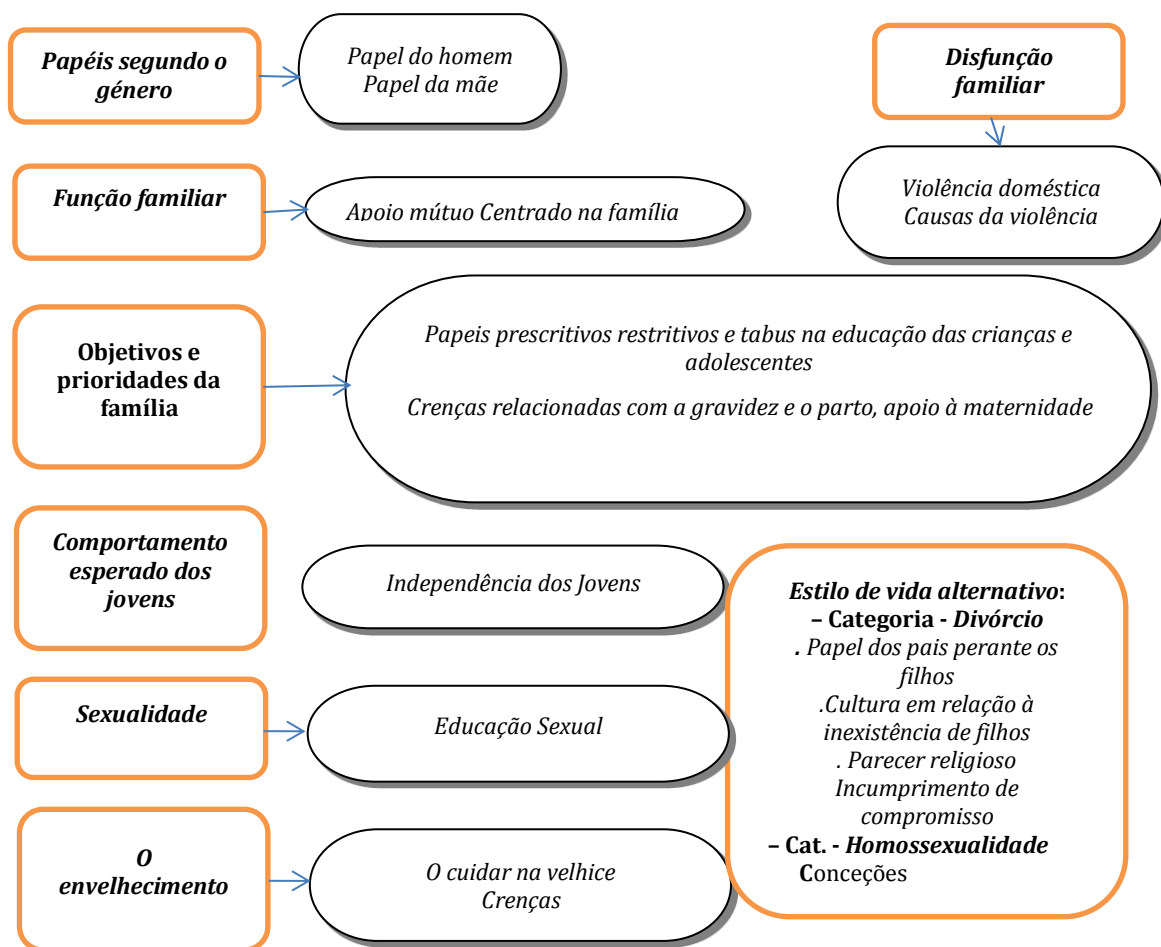 Papéis segundo o
género
Papel do homem
Papel da mãe
Disfunção
familiar
Violência doméstica
Causas da violência
Função familiar
Apoio mútuo Centrado na família
Objetivos e
prioridades da
família
Papeis prescritivos restritivos e tabus na educação das crianças e
adolescentes
Crenças relacionadas com a gravidez e o parto, apoio à maternidade
Comportamento
esperado dos
jovens
Independência dos Jovens
Estilo de vida alternativo:
– Categoria - Divórcio
. Papel dos pais perante os
filhos
.Cultura em relação à
inexistência de filhos
. Parecer religioso
Incumprimento de
compromisso
– Cat. - Homossexualidade
Conceções
Sexualidade
Educação Sexual
O
envelhecimento
O cuidar na velhice
Crenças